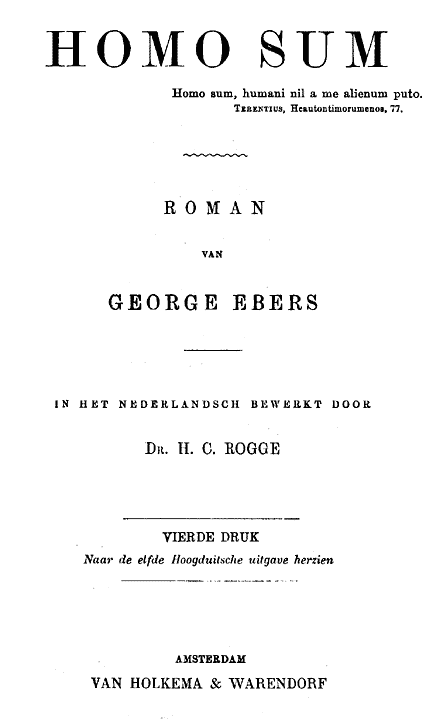 HOMO SUM
Homo sum, humani nil a me alienum puto.
TERENTIUS, Heautontimorumenos, 77.
ROMAN
VAN
GEORGE EBERS
IN HET NEDERLANDSCH BEWERKT DOOR
DR. H. C. ROGGE
VIERDE DRUK
Naar de elfde Hoogduitsche uitgave herzien
AMSTERDAM
VAN HOLKEMA & WARENDORF